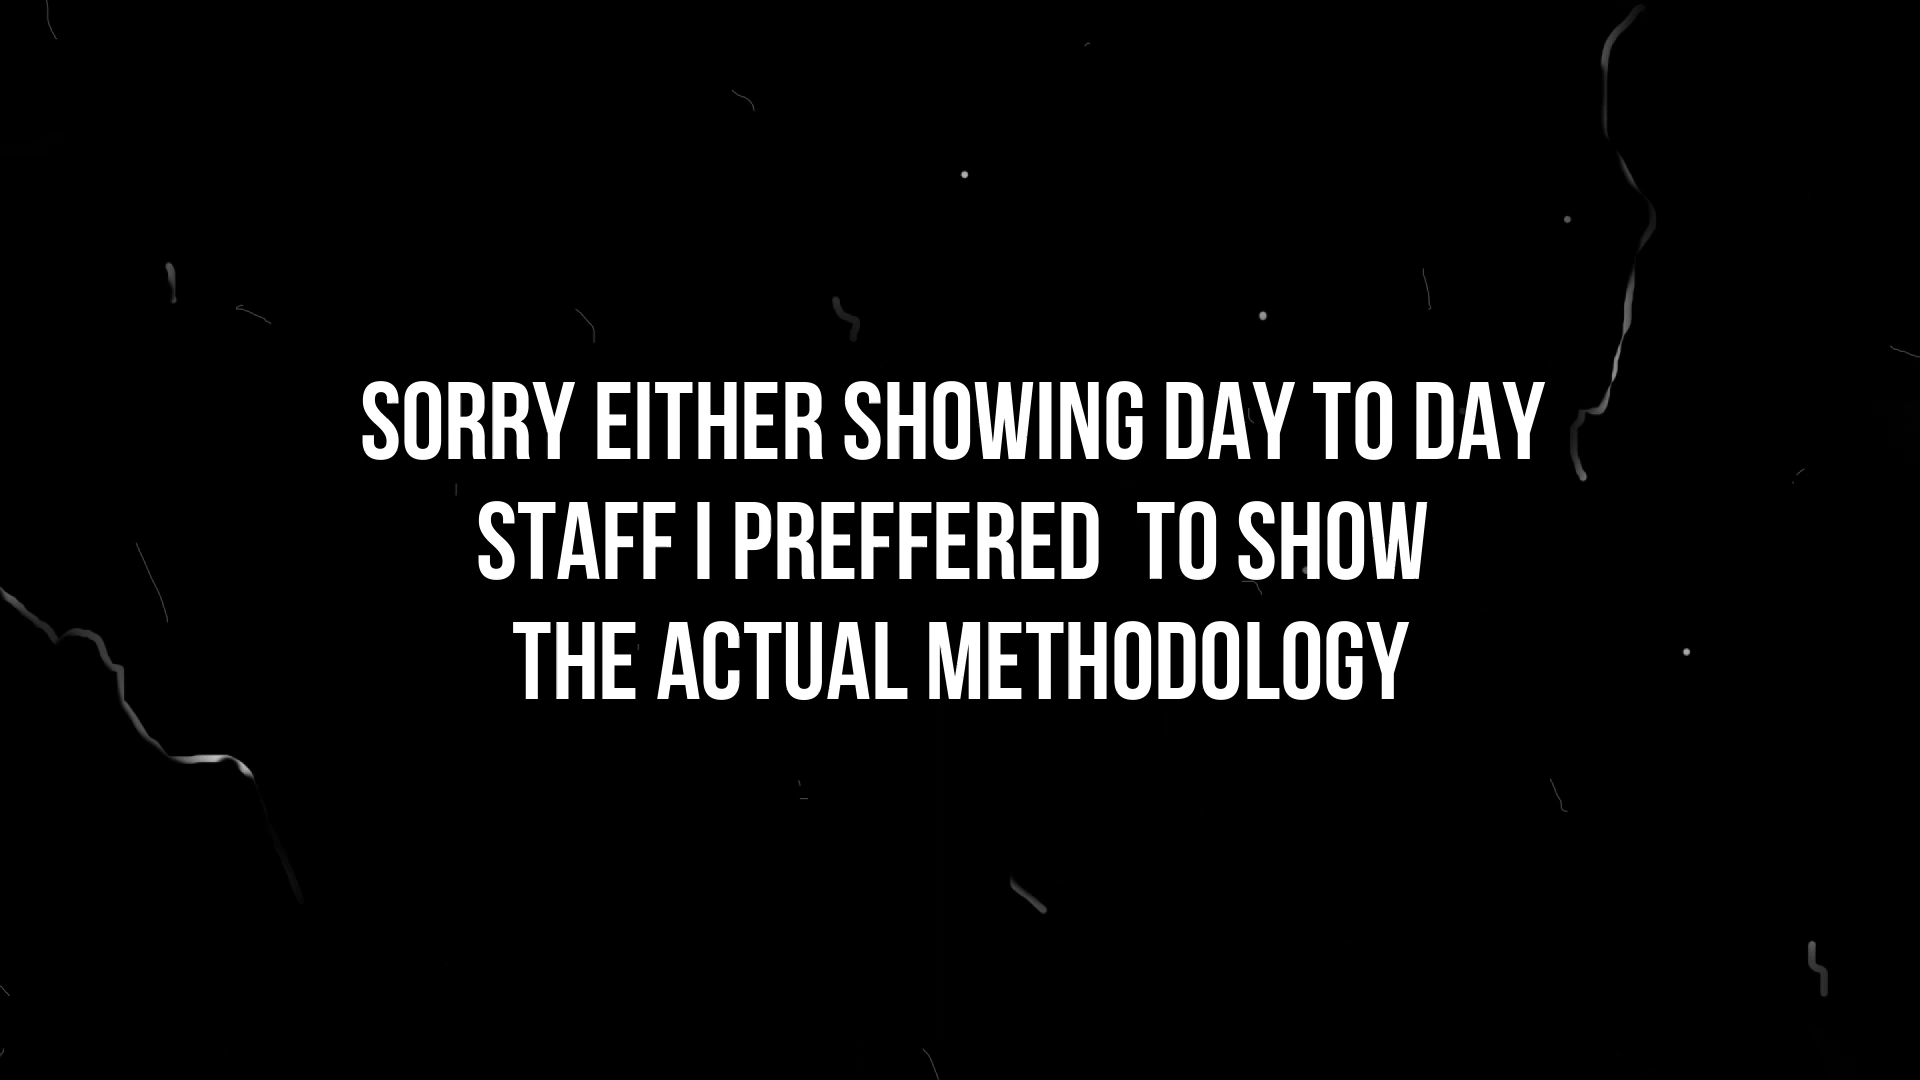 SORRY EITHER SHOWING DAY TO DAY
STAFF I PREFFERED  TO SHOW
THE ACTUAL METHODOLOGY